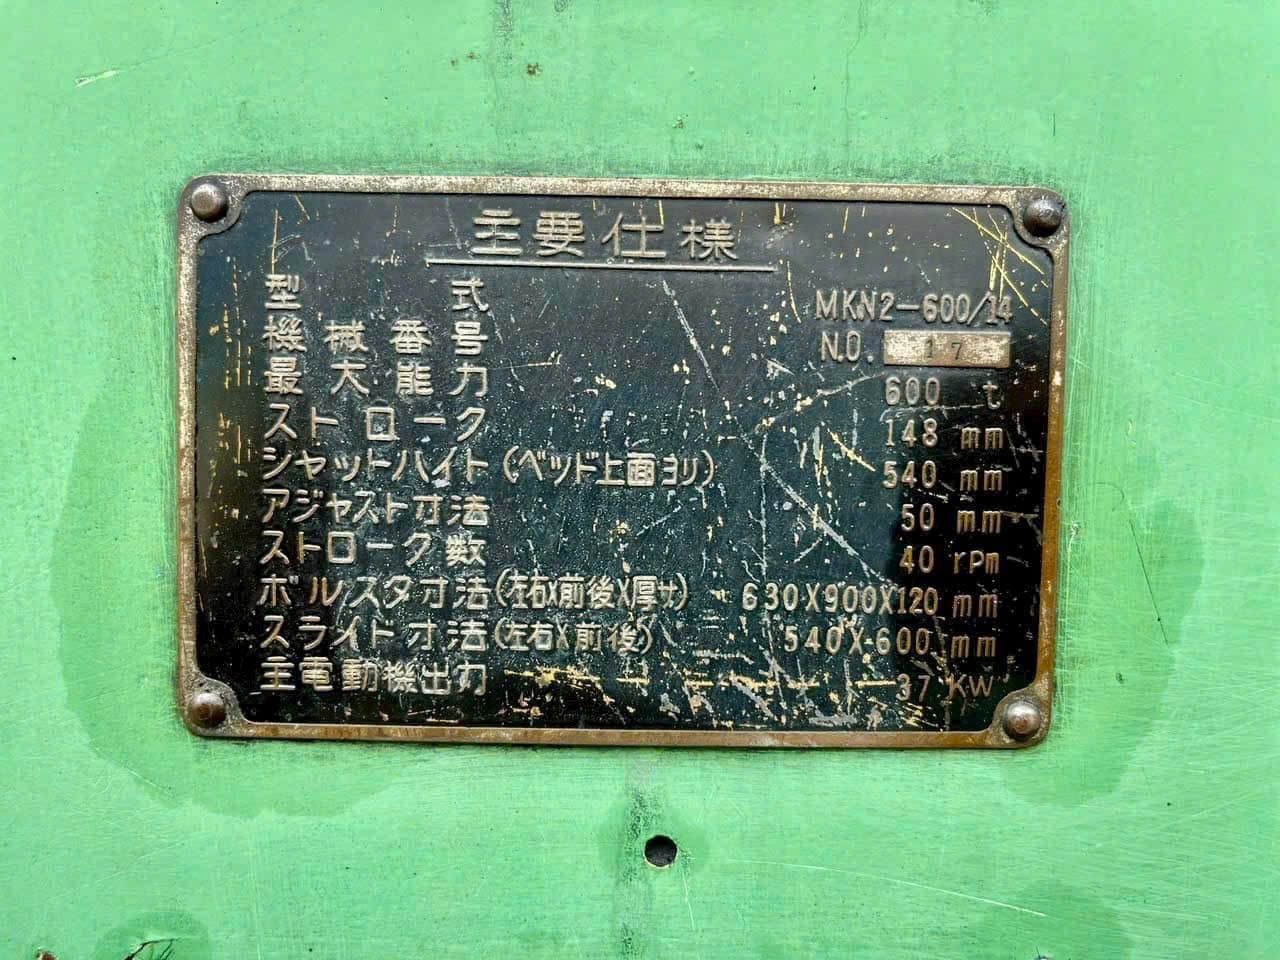 主要仕様
型式 MKN2-600/14
機械番号 NO. 17
最大能力 600 t
ストローク 148 mm
シャットハイト(ベッド上面ヨリ) 540 mm
アジャスト寸法 50 mm
ストローク数 40 rpm
ボルスタ寸法(左右X前後X厚サ) 630X900X120 mm
スライド寸法(左右X前後) 540X600 mm
主電動機出力 37 KW